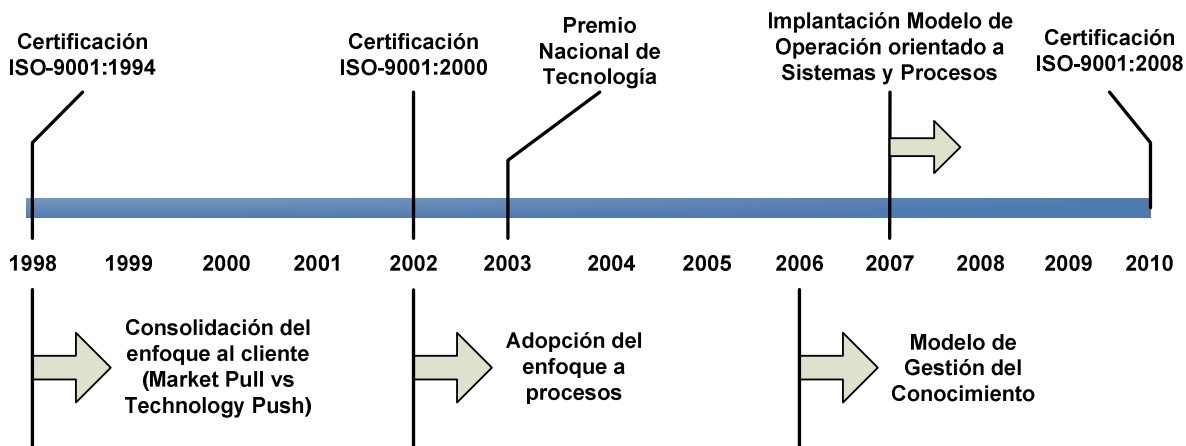 Certificación
ISO-9001:1994
Certificación
ISO-9001:2000
Premio
Nacional de
Tecnología
Implantación Modelo de
Operación orientado a
Sistemas y Procesos
Certificación
ISO-9001:2008
1998 1999 2000 2001 2002 2003 2004 2005 2006 2007 2008 2009 2010
Consolidación del
enfoque al cliente
(Market Pull vs
Technology Push)
Adopción del
enfoque a
procesos
Modelo de
Gestión del
Conocimiento